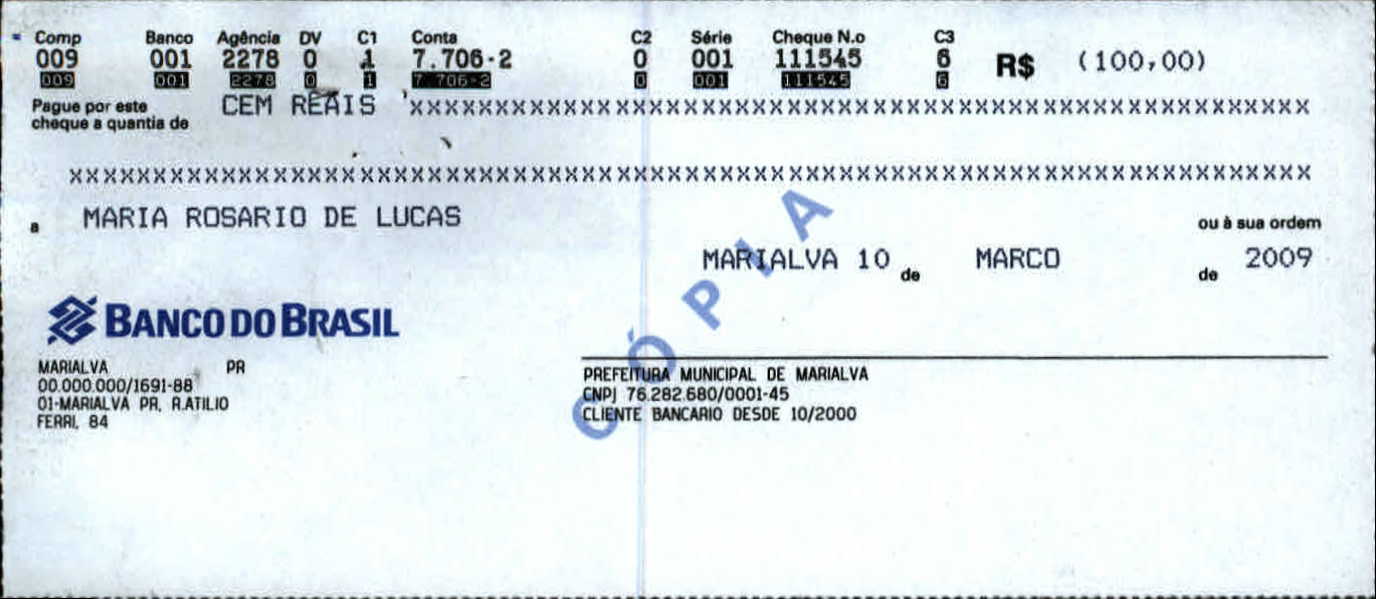 Comp Banco Agência DV C1 Conta C2 Série Cheque N.o C3
009 001 2278 0 1 7.706-2 0 001 111545 6 R$ (100,00)
009 001 2278 0 1 7.706-2 0 001 111545 6
Pague por este CEM REAIS XXXXXXXXXXXXXXXXXXXXXXXXXXXXXXXXXXXXXXXXXXXXXXXXXXXXX
cheque a quantia de
XXXXXXXXXXXXXXXXXXXXXXXXXXXXXXXXXXXXXXXXXXXXXXXXXXXXXXXXXXXXXXXXXXXXXXXXX
a MARIA ROSARIO DE LUCAS ou à sua ordem
MARIALVA 10 de MARCO de 2009
CÓPIA
BANCO DO BRASIL
MARIALVA PR
00.000.000/1691-88
01-MARIALVA PR, R.ATILIO
FERRI, 84
PREFEITURA MUNICIPAL DE MARIALVA
CNPJ 76.282.680/0001-45
CLIENTE BANCARIO DESDE 10/2000